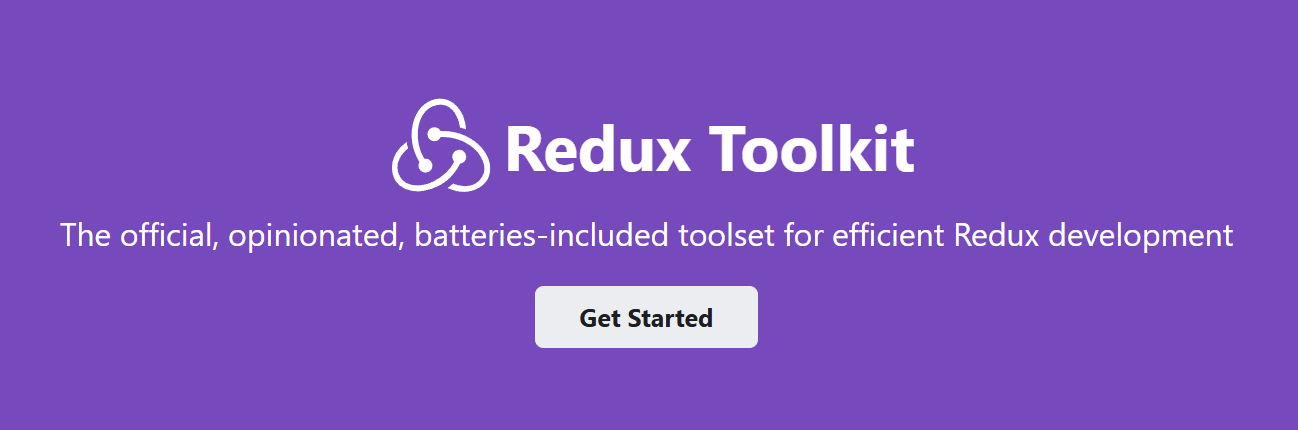 Redux Toolkit
The official, opinionated, batteries-included toolset for efficient Redux development
Get Started